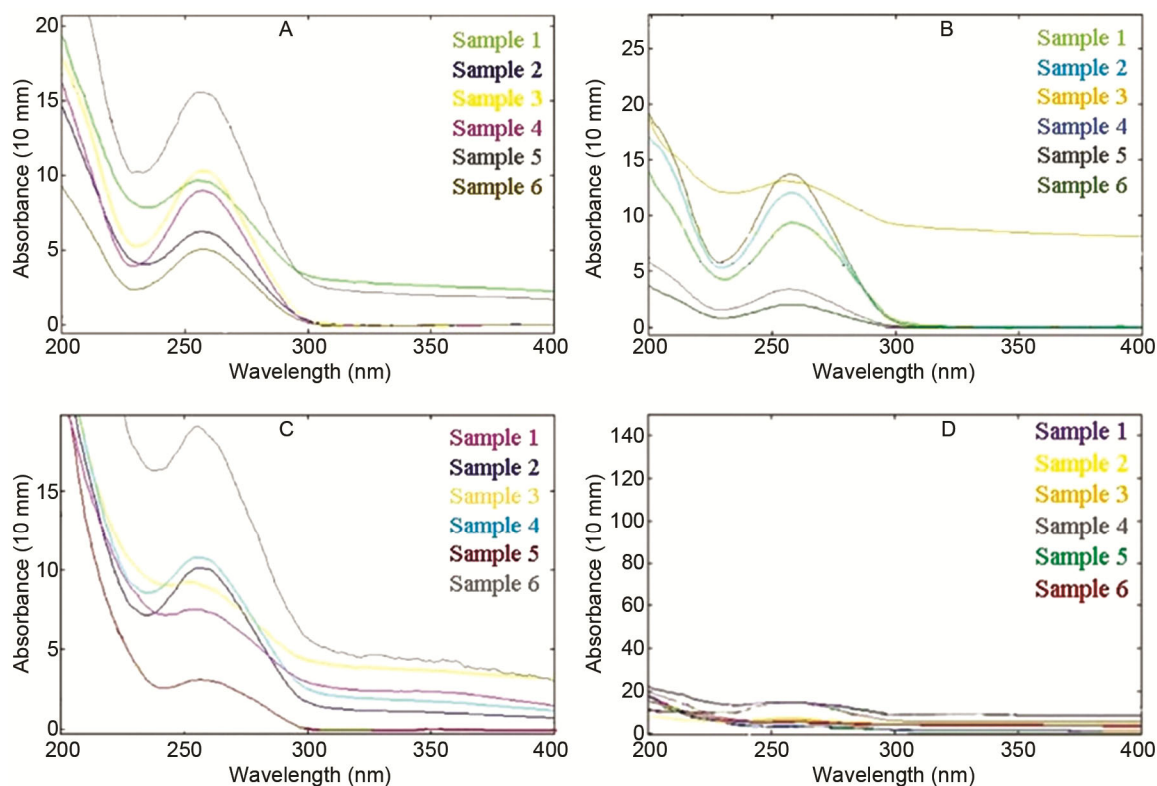 A
20
15
10
5
0
200
250
300
350
400
Absorbance (10 mm)
Wavelength (nm)
Sample 1
Sample 2
Sample 3
Sample 4
Sample 5
Sample 6
B
25
20
15
10
5
0
200
250
300
350
400
Absorbance (10 mm)
Wavelength (nm)
Sample 1
Sample 2
Sample 3
Sample 4
Sample 5
Sample 6
C
15
10
5
0
200
250
300
350
400
Absorbance (10 mm)
Wavelength (nm)
Sample 1
Sample 2
Sample 3
Sample 4
Sample 5
Sample 6
D
140
120
100
80
60
40
20
0
200
250
300
350
400
Absorbance (10 mm)
Wavelength (nm)
Sample 1
Sample 2
Sample 3
Sample 4
Sample 5
Sample 6